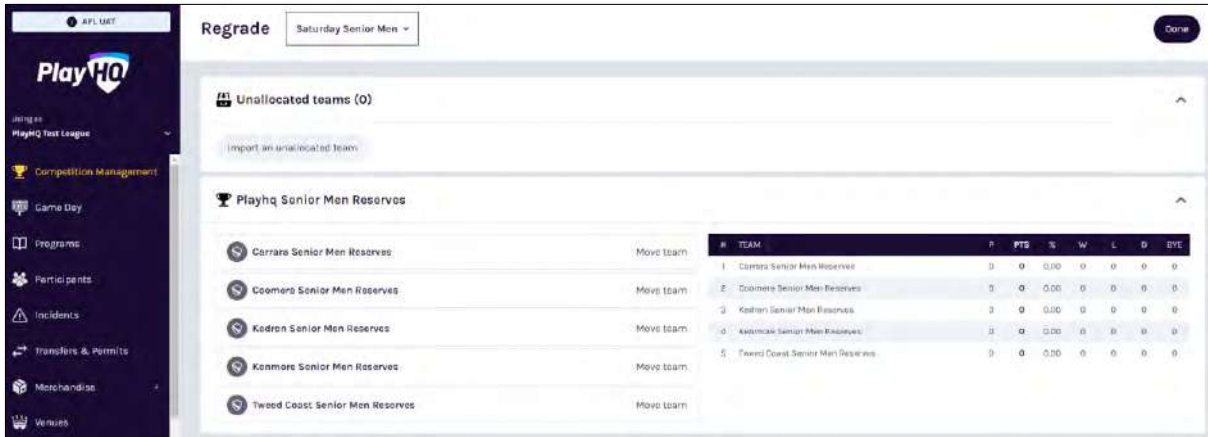 AFL UAT
PlayHQ
Using as
PlayHQ Test League
Competition Management
Game Day
Programs
Participants
Incidents
Transfers & Permits
Merchandise
Venues
Regrade
Saturday Senior Men
Done
Unallocated teams (0)
Import an unallocated team
Playhq Senior Men Reserves
Carrara Senior Men Reserves Move team
Coomera Senior Men Reserves Move team
Kedron Senior Men Reserves Move team
Kenmore Senior Men Reserves Move team
Tweed Coast Senior Men Reserves Move team
# TEAM P PTS % W L D BYE
1 Carrara Senior Men Reserves 0 0 0.00 0 0 0 0
2 Coomera Senior Men Reserves 0 0 0.00 0 0 0 0
3 Kedron Senior Men Reserves 0 0 0.00 0 0 0 0
4 Kenmore Senior Men Reserves 0 0 0.00 0 0 0 0
5 Tweed Coast Senior Men Reserves 0 0 0.00 0 0 0 0